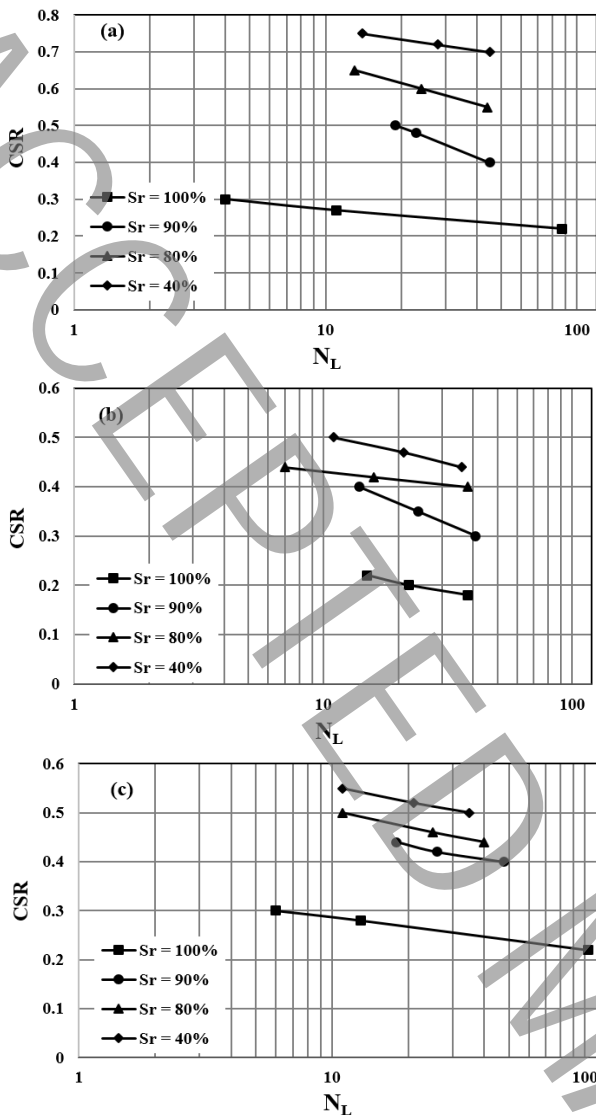 (a)
0.8
0.7
0.6
0.5
0.4
0.3
0.2
0.1
0
CSR
Sr = 100%
Sr = 90%
Sr = 80%
Sr = 40%
1 10 100
N_L
(b)
0.6
0.5
0.4
0.3
0.2
0.1
0
CSR
Sr = 100%
Sr = 90%
Sr = 80%
Sr = 40%
1 10 100
N_L
(c)
0.6
0.5
0.4
0.3
0.2
0.1
0
CSR
Sr = 100%
Sr = 90%
Sr = 80%
Sr = 40%
1 10 100
N_L
ACCEPTED M